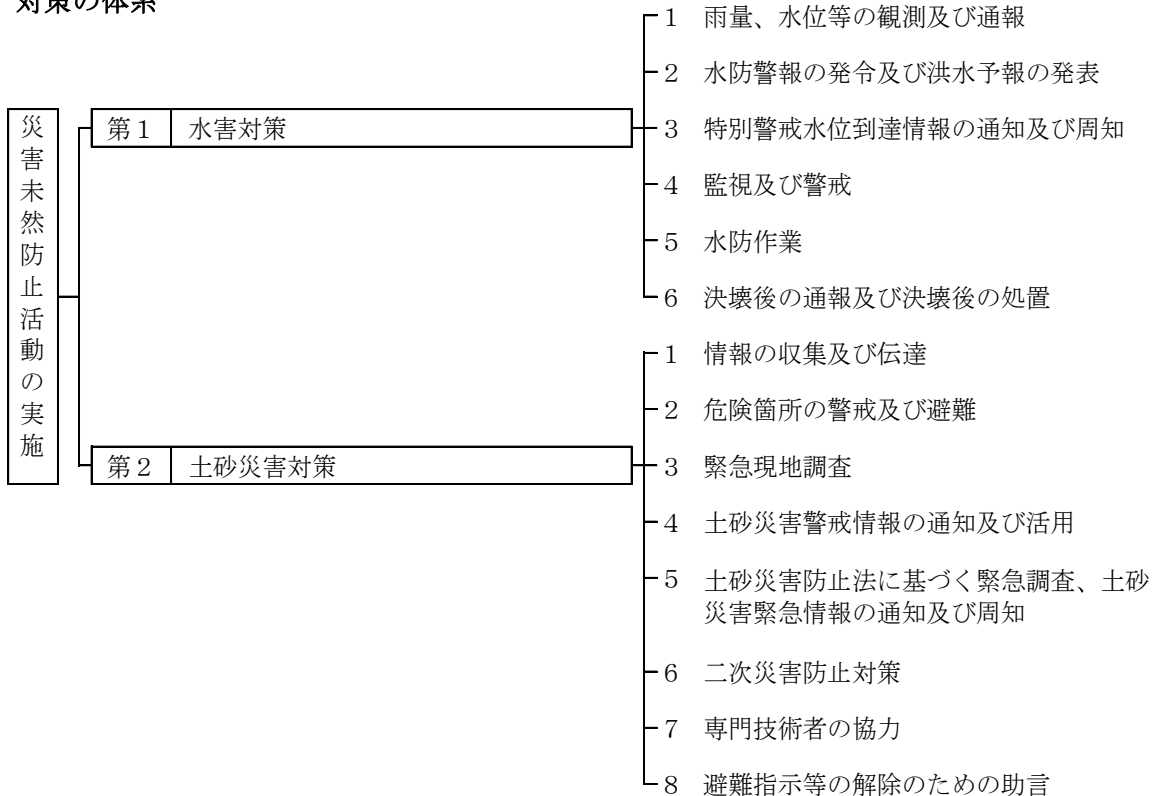 対策の体系
災害未然防止活動の実施
第1 水害対策
1 雨量、水位等の観測及び通報
2 水防警報の発令及び洪水予報の発表
3 特別警戒水位到達情報の通知及び周知
4 監視及び警戒
5 水防作業
6 決壊後の通報及び決壊後の処置
第2 土砂災害対策
1 情報の収集及び伝達
2 危険箇所の警戒及び避難
3 緊急現地調査
4 土砂災害警戒情報の通知及び活用
5 土砂災害防止法に基づく緊急調査、土砂
災害緊急情報の通知及び周知
6 二次災害防止対策
7 専門技術者の協力
8 避難指示等の解除のための助言